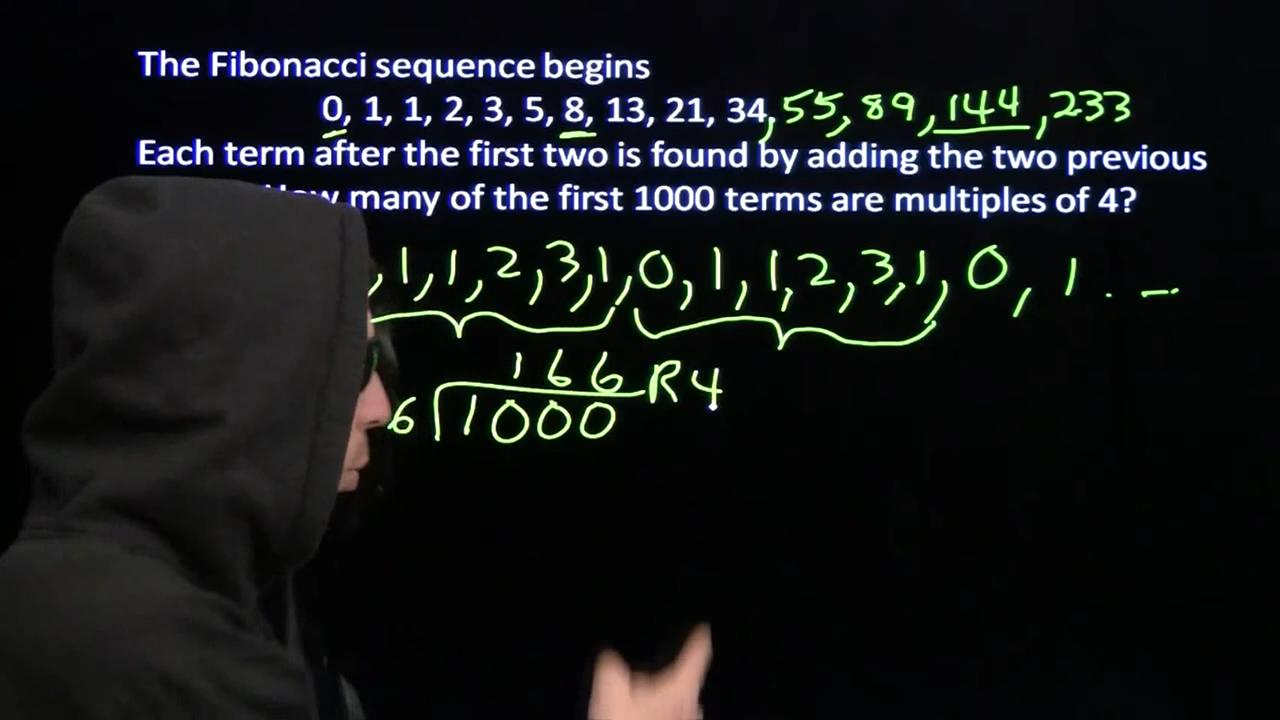 The Fibonacci sequence begins
0, 1, 1, 2, 3, 5, 8, 13, 21, 34, 55, 89, 144, 233
Each term after the first two is found by adding the two previous
How many of the first 1000 terms are multiples of 4?
, 1, 1, 2, 3, 1, 0, 1, 1, 2, 3, 1, 0, 1 . _
166 R4
6 1000